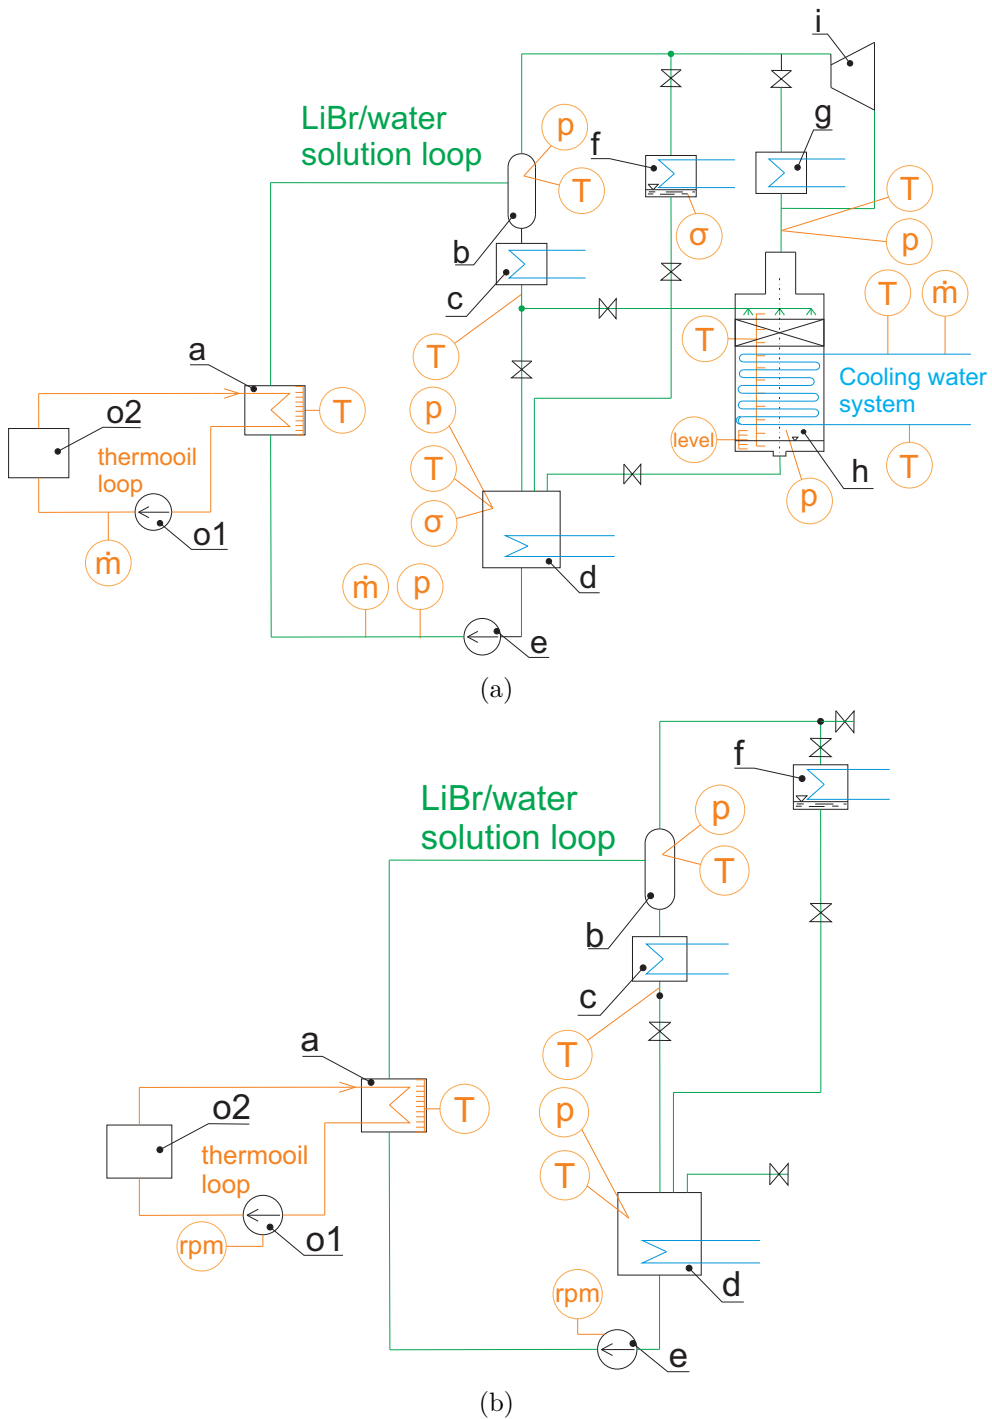 i
LiBr/water
solution loop
p
f
g
T
T
σ
T
p
b
c
T
ṁ
T
T
a
Cooling water
system
T
p
o2
level
thermooil
loop
T
h
T
p
σ
o1
ṁ
d
ṁ
p
e
(a)
f
LiBr/water
solution loop
p
T
b
c
T
a
p
T
o2
thermooil
loop
T
rpm
o1
d
rpm
e
(b)